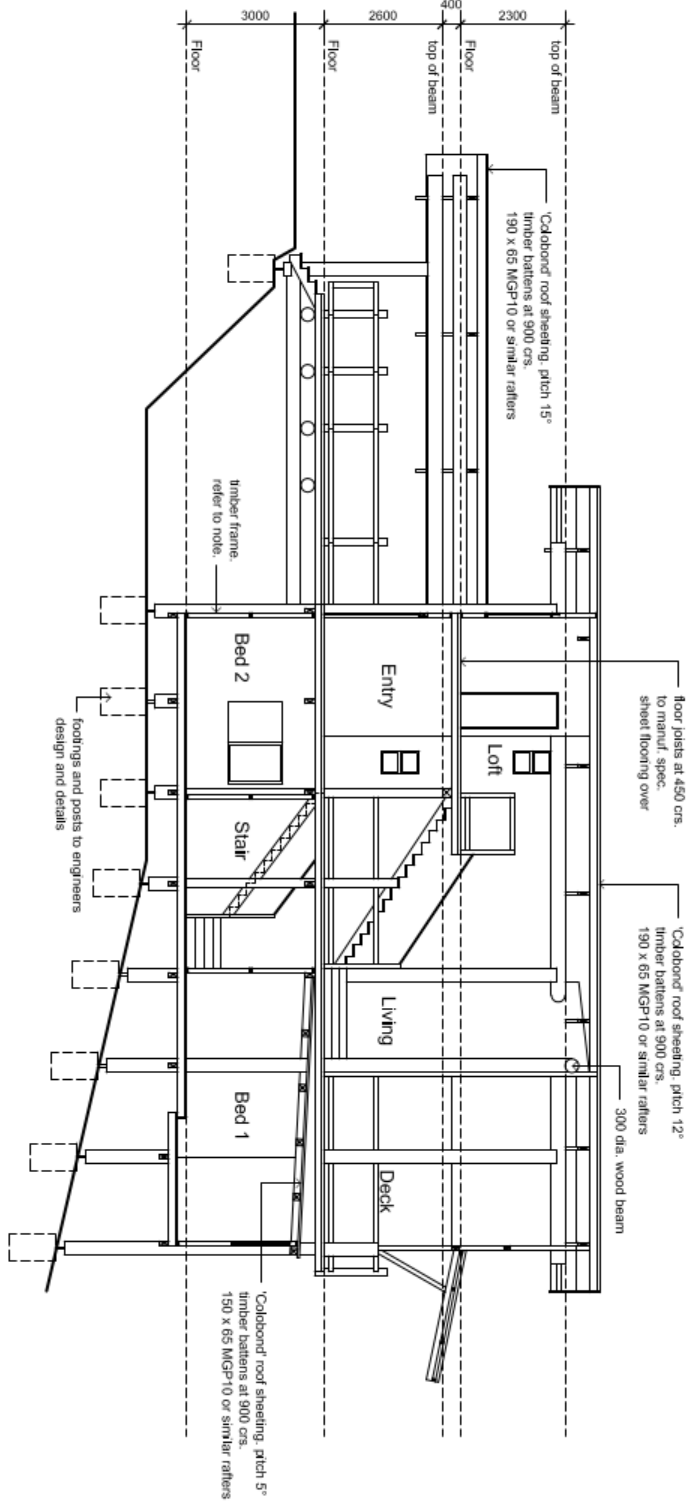 'Colobond' roof sheeting. pitch 15°
timber battens at 900 crs.
190 x 65 MGP10 or similar rafters
floor joists at 450 crs.
to manuf. spec.
sheet flooring over
'Colobond' roof sheeting. pitch 12°
timber battens at 900 crs.
190 x 65 MGP10 or similar rafters
300 dia. wood beam
top of beam
2300
Floor
400
top of beam
2600
Floor
3000
Floor
Loft
Entry
Living
Deck
Bed 2
Stair
Bed 1
timber frame.
refer to note.
footings and posts to engineers
design and details
'Colobond' roof sheeting. pitch 5°
timber battens at 900 crs.
150 x 65 MGP10 or similar rafters